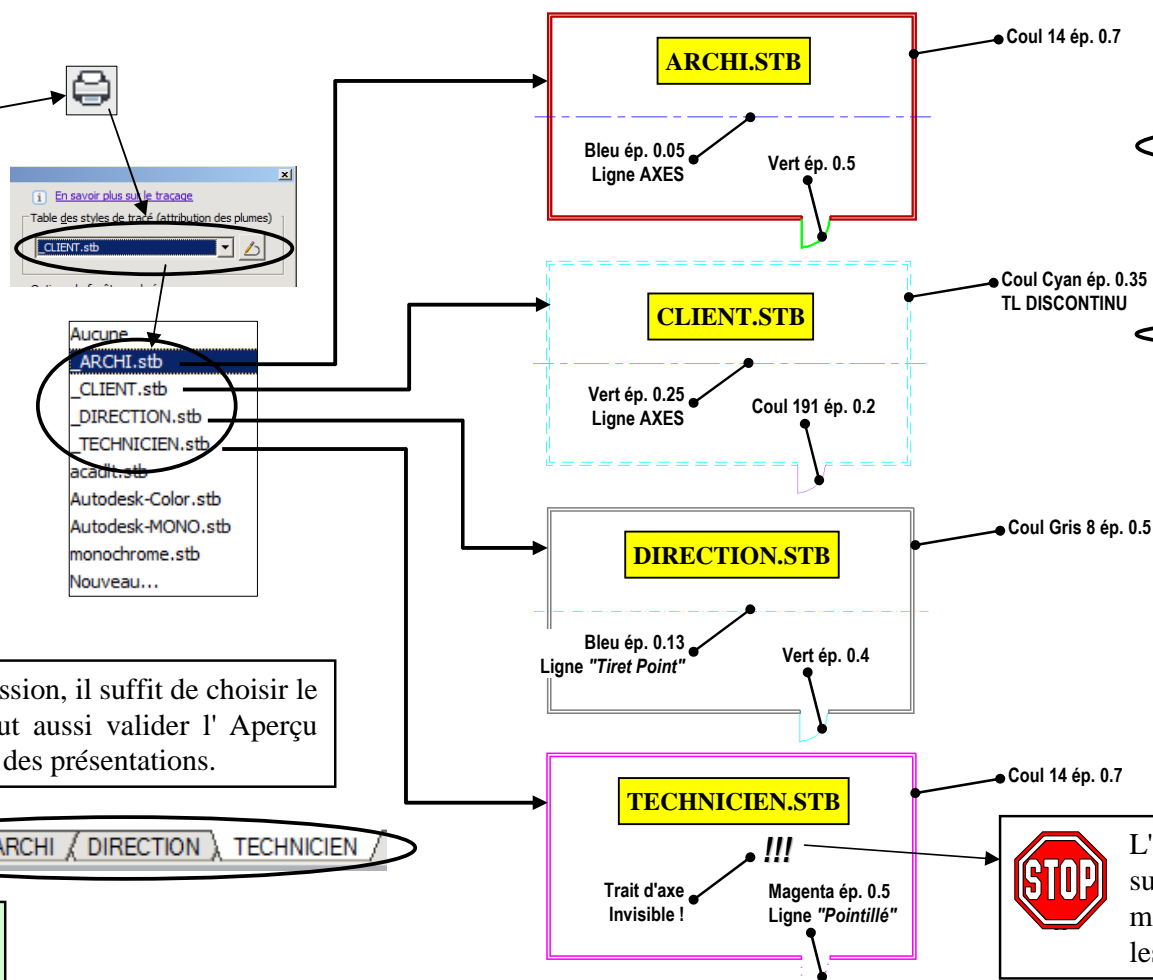 En savoir plus sur le traçage
Table des styles de tracé (attribution des plumes)
_CLIENT.stb
Aucune
_ARCHI.stb
_CLIENT.stb
_DIRECTION.stb
_TECHNICIEN.stb
acadlt.stb
Autodesk-Color.stb
Autodesk-MONO.stb
monochrome.stb
Nouveau...
ssion, il suffit de choisir le
ut aussi valider l' Aperçu
des présentations.
ARCHI / DIRECTION \ TECHNICIEN /
ARCHI.STB
Coul 14 ép. 0.7
Bleu ép. 0.05
Ligne AXES
Vert ép. 0.5
CLIENT.STB
Coul Cyan ép. 0.35
TL DISCONTINU
Vert ép. 0.25
Ligne AXES
Coul 191 ép. 0.2
DIRECTION.STB
Coul Gris 8 ép. 0.5
Bleu ép. 0.13
Ligne "Tiret Point"
Vert ép. 0.4
TECHNICIEN.STB
Coul 14 ép. 0.7
!!!
Trait d'axe
Invisible !
Magenta ép. 0.5
Ligne "Pointillé"
STOP
L'
su
m
les